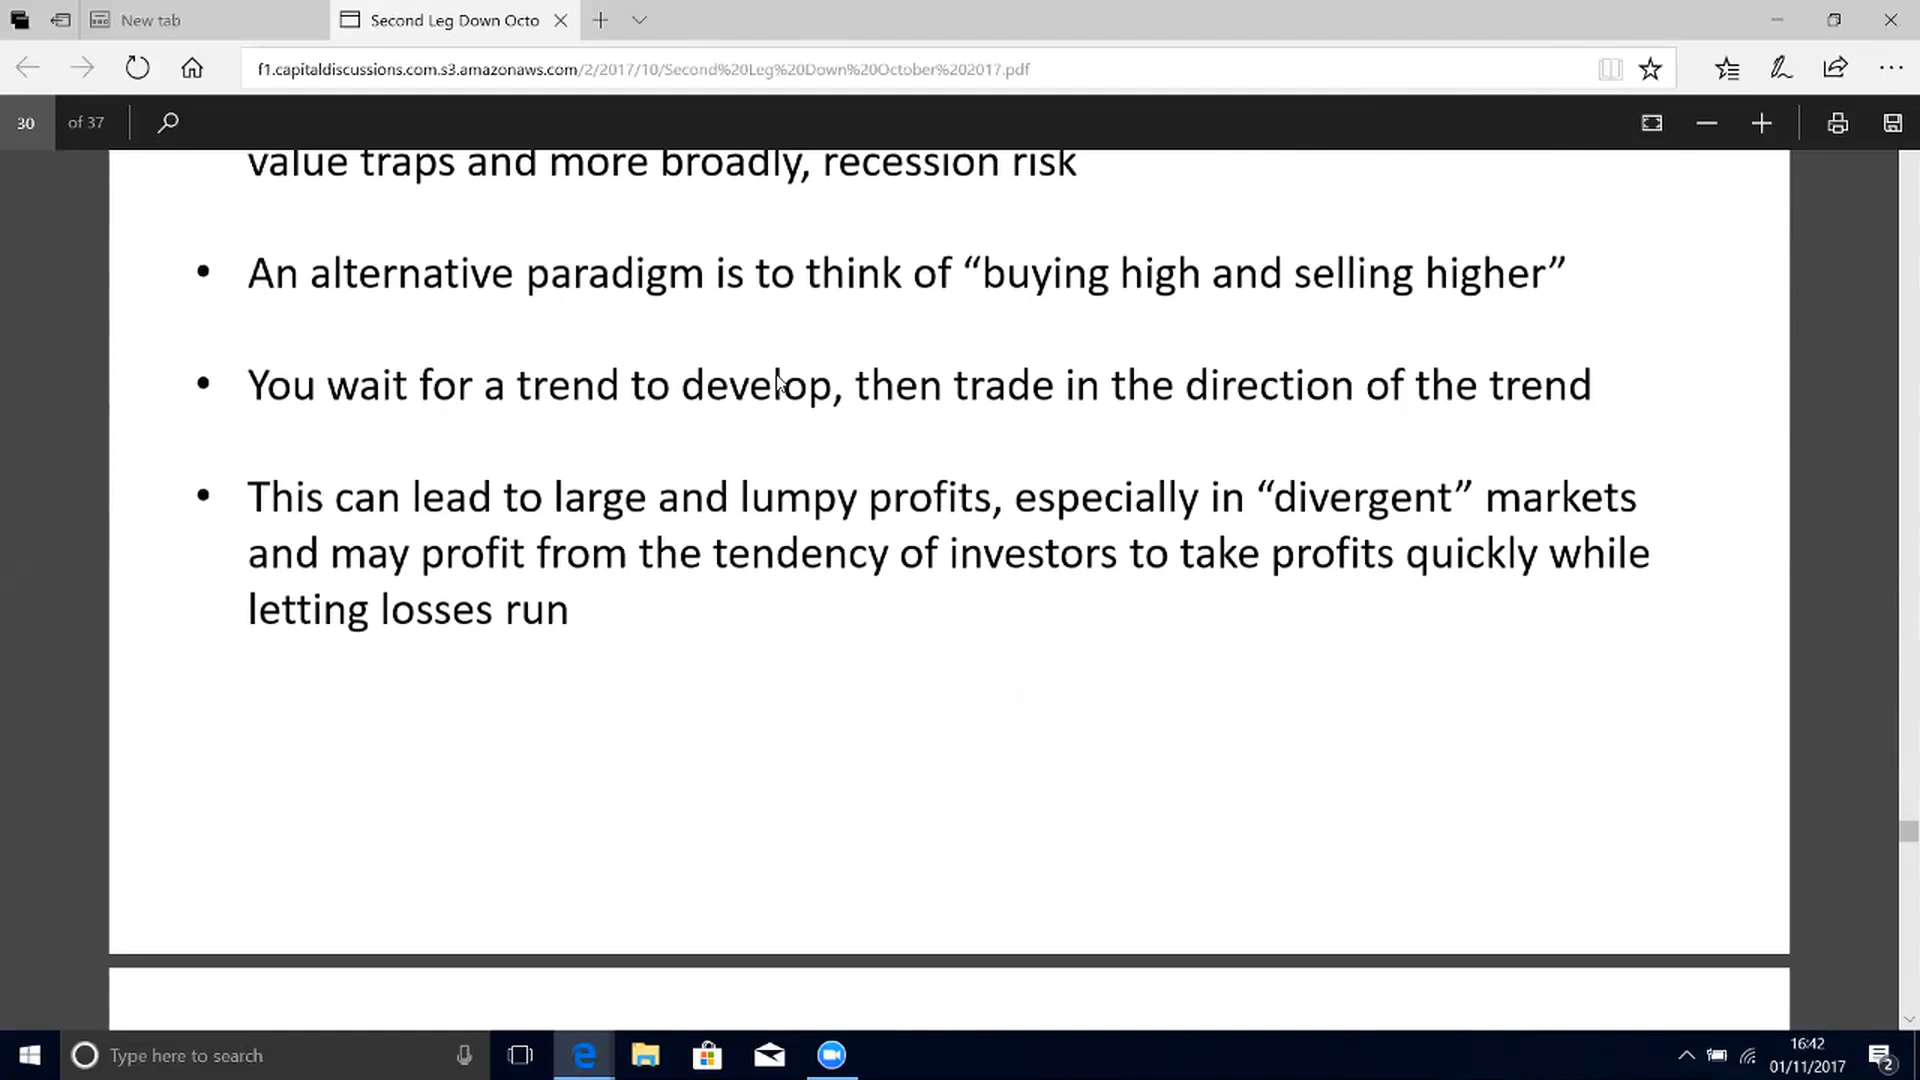 New tab
Second Leg Down Octo
f1.capitaldiscussions.com.s3.amazonaws.com/2/2017/10/Second%20Leg%20Down%20October%202017.pdf
30 of 37
value traps and more broadly, recession risk
• An alternative paradigm is to think of “buying high and selling higher”
• You wait for a trend to develop, then trade in the direction of the trend
• This can lead to large and lumpy profits, especially in “divergent” markets
and may profit from the tendency of investors to take profits quickly while
letting losses run
Type here to search
16:42
01/11/2017
2